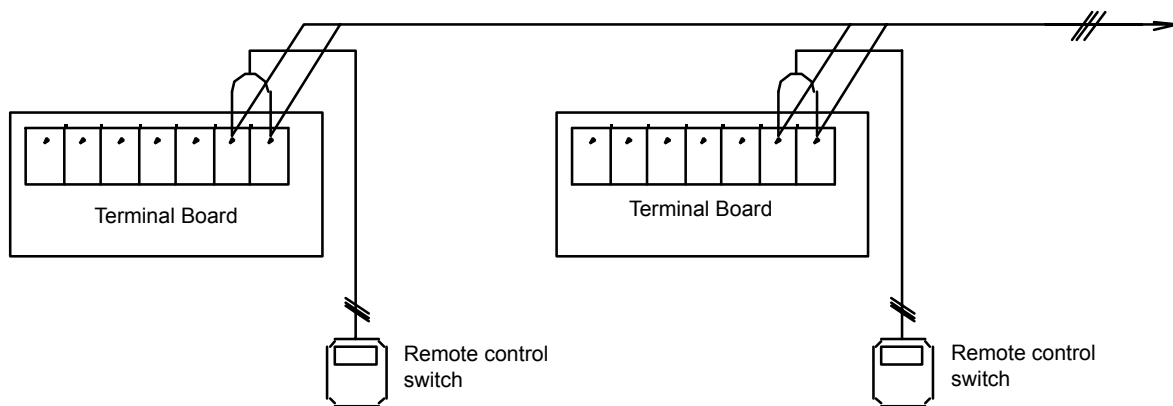 Terminal Board
Terminal Board
Remote control
switch
Remote control
switch